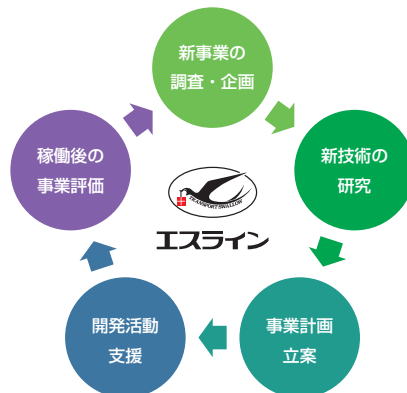 新事業の
調査・企画
新技術の
研究
事業計画
立案
開発活動
支援
稼働後の
事業評価
TRANSPORT SWALLOW
エスライン